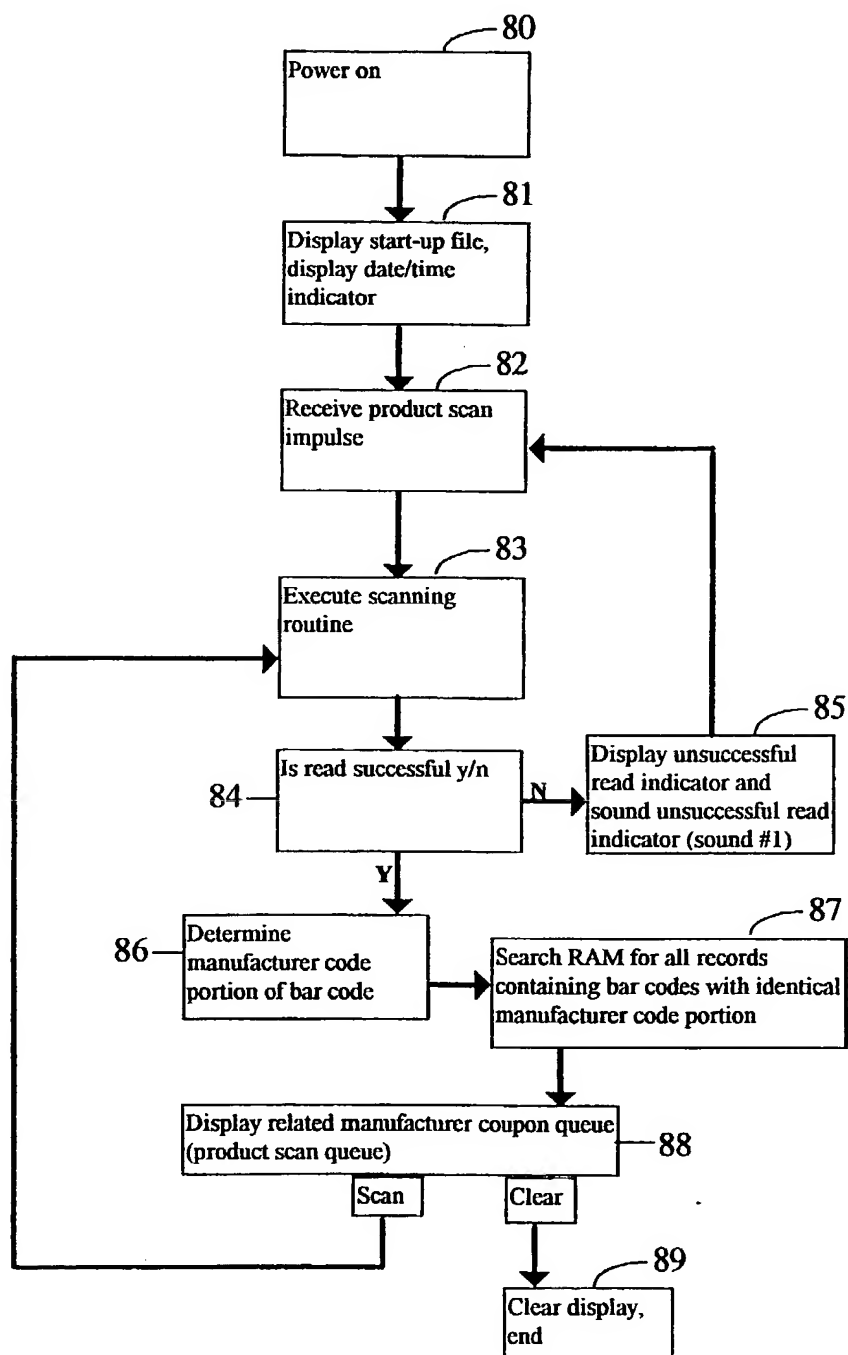 80
Power on
81
Display start-up file,
display date/time
indicator
82
Receive product scan
impulse
83
Execute scanning
routine
84
Is read successful y/n
N
85
Display unsuccessful
read indicator and
sound unsuccessful read
indicator (sound #1)
Y
86
Determine
manufacturer code
portion of bar code
87
Search RAM for all records
containing bar codes with identical
manufacturer code portion
Display related manufacturer coupon queue
(product scan queue)
88
Scan
Clear
89
Clear display,
end